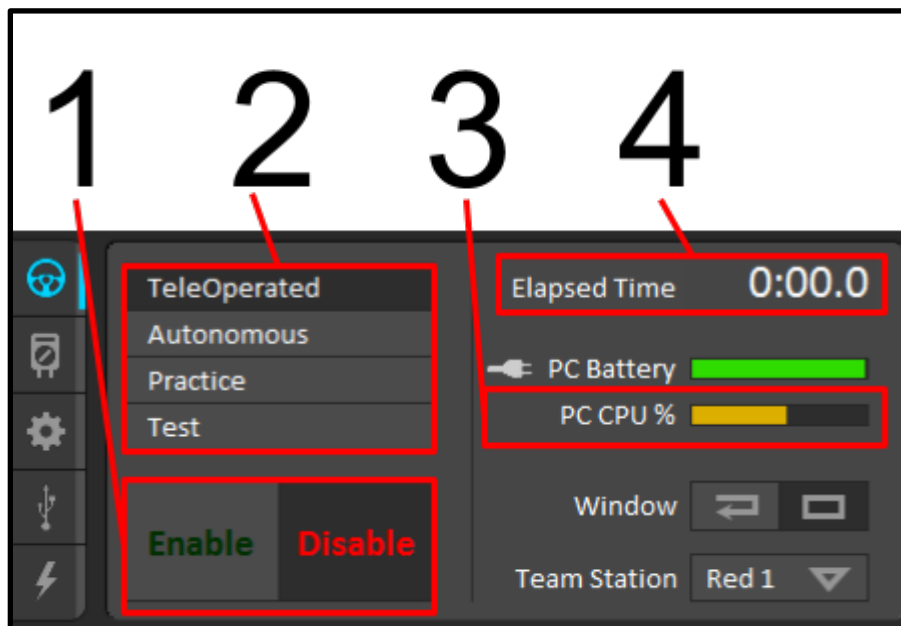 1 2 3 4
TeleOperated
Autonomous
Practice
Test
Enable Disable
Elapsed Time 0:00.0
PC Battery
PC CPU %
Window
Team Station Red 1